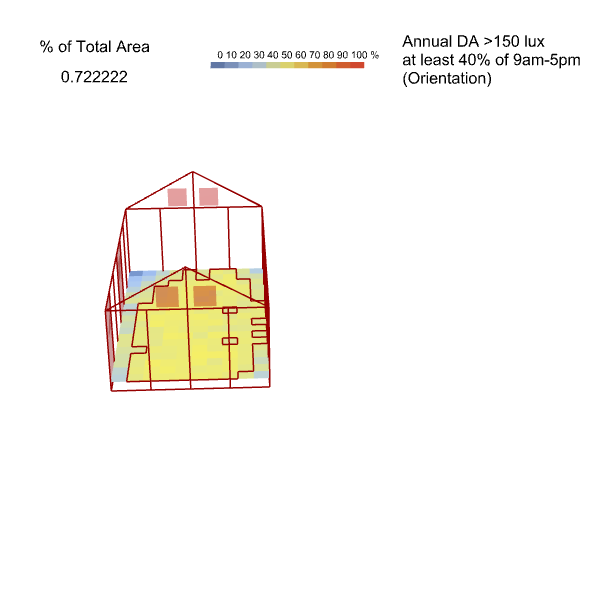 % of Total Area
0.722222
0 10 20 30 40 50 60 70 80 90 100 %
Annual DA >150 lux
at least 40% of 9am-5pm
(Orientation)